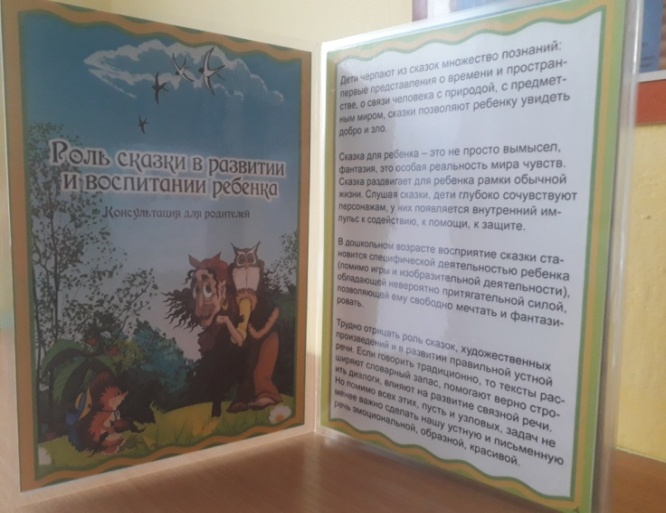 Роль сказки в развитии
и воспитании ребенка
Консультация для родителей
Дети черпают из сказок множество познаний:
первые представления о времени и простран-
стве, о связи человека с природой, с предмет-
ным миром, сказки позволяют ребенку увидеть
добро и зло.
Сказка для ребенка – это не просто вымысел,
фантазия, это особая реальность мира чувств.
Сказка раздвигает для ребенка рамки обычной
жизни. Слушая сказки, дети глубоко сочувствуют
персонажам, у них появляется внутренний им-
пульс к содействию, к помощи, к защите.
В дошкольном возрасте восприятие сказки ста-
новится специфической деятельностью ребенка
(помимо игры и изобразительной деятельности),
обладающей невероятно притягательной силой,
позволяющей ему свободно мечтать и фантази-
ровать.
Трудно отрицать роль сказок, художественных
произведений и в развитии правильной устной
речи. Если говорить традиционно, то тексты рас-
ширяют словарный запас, помогают верно стро-
ить диалоги, влияют на развитие связной речи.
Но помимо всех этих, пусть и узловых, задач не
менее важно сделать нашу устную и письменную
речь эмоциональной, образной, красивой.